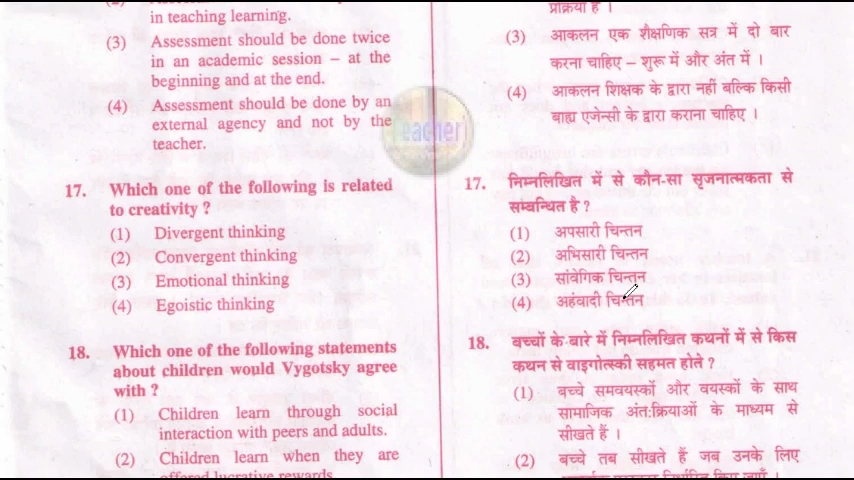 in teaching learning.
(3) Assessment should be done twice
in an academic session – at the
beginning and at the end.
(4) Assessment should be done by an
external agency and not by the
teacher.
17. Which one of the following is related
to creativity ?
(1) Divergent thinking
(2) Convergent thinking
(3) Emotional thinking
(4) Egoistic thinking
18. Which one of the following statements
about children would Vygotsky agree
with ?
(1) Children learn through social
interaction with peers and adults.
(2) Children learn when they are
offered lucrative rewards.
प्रक्रिया है ।
(3) आकलन एक शैक्षणिक सत्र में दो बार
करना चाहिए – शुरू में और अंत में ।
(4) आकलन शिक्षक के द्वारा नहीं बल्कि किसी
बाह्य एजेन्सी के द्वारा कराना चाहिए ।
17. निम्नलिखित में से कौन-सा सृजनात्मकता से
सम्बन्धित है ?
(1) अपसारी चिन्तन
(2) अभिसारी चिन्तन
(3) सांवेगिक चिन्तन
(4) अहंवादी चिन्तन
18. बच्चों के बारे में निम्नलिखित कथनों में से किस
कथन से वाइगोत्स्की सहमत होते ?
(1) बच्चे समवयस्कों और वयस्कों के साथ
सामाजिक अंत:क्रियाओं के माध्यम से
सीखते हैं ।
(2) बच्चे तब सीखते हैं जब उनके लिए
teacher